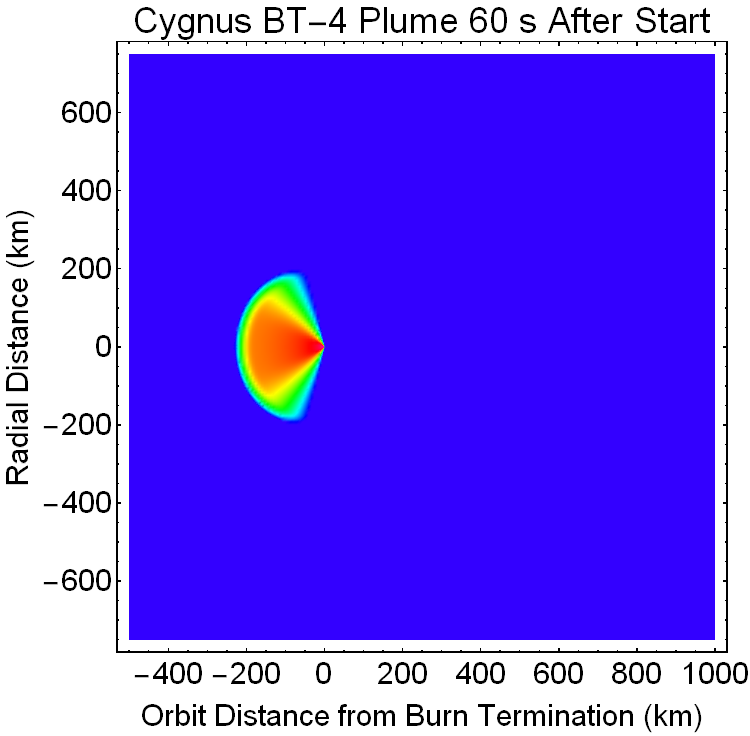 Cygnus BT−4 Plume 60 s After Start
600
400
200
0
−200
−400
−600
Radial Distance (km)
−400 −200 0 200 400 600 800 1000
Orbit Distance from Burn Termination (km)